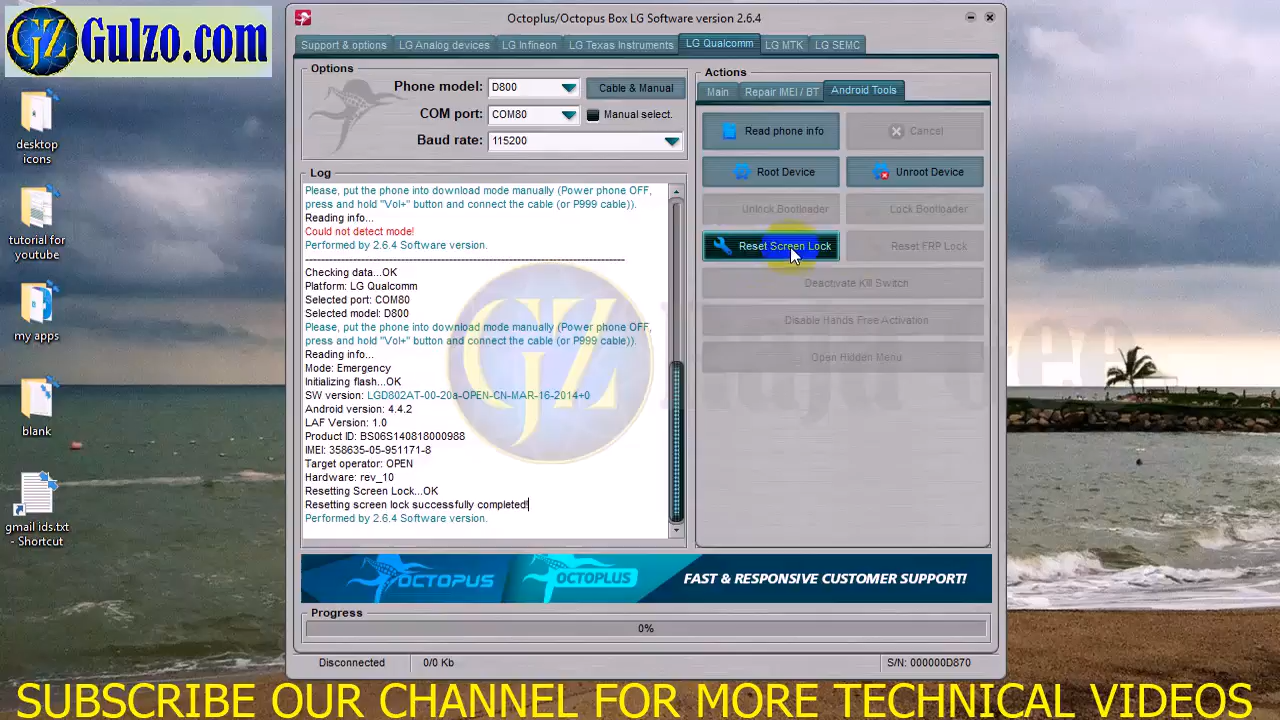 GZ Gulzo.com
desktop
icons
tutorial for
youtube
my apps
blank
gmail ids.txt
- Shortcut
Octoplus/Octopus Box LG Software version 2.6.4
Support & options
LG Analog devices
LG Infineon
LG Texas Instruments
LG Qualcomm
LG MTK
LG SEMC
Options
Phone model: D800 Cable & Manual
COM port: COM80 Manual select.
Baud rate: 115200
Log
Please, put the phone into download mode manually (Power phone OFF,
press and hold "Vol+" button and connect the cable (or P999 cable)).
Reading info...
Could not detect mode!
Performed by 2.6.4 Software version.
Checking data...OK
Platform: LG Qualcomm
Selected port: COM80
Selected model: D800
Please, put the phone into download mode manually (Power phone OFF,
press and hold "Vol+" button and connect the cable (or P999 cable)).
Reading info...
Mode: Emergency
Initializing flash...OK
SW version: LGD802AT-00-20a-OPEN-CN-MAR-16-2014+0
Android version: 4.4.2
LAF Version: 1.0
Product ID: BS06S140818000988
IMEI: 358635-05-951171-8
Target operator: OPEN
Hardware: rev_10
Resetting Screen Lock...OK
Resetting screen lock successfully completed!
Performed by 2.6.4 Software version.
GZ
Actions
Main
Repair IMEI / BT
Android Tools
Read phone info
Cancel
Root Device
Unroot Device
Unlock Bootloader
Lock Bootloader
Reset Screen Lock
Reset FRP Lock
Deactivate Kill Switch
Disable Hands Free Activation
Open Hidden Menu
OCTOPUS
OCTOPLUS
FAST & RESPONSIVE CUSTOMER SUPPORT!
Progress
0%
Disconnected
0/0 Kb
S/N: 000000D870
SUBSCRIBE OUR CHANNEL FOR MORE TECHNICAL VIDEOS